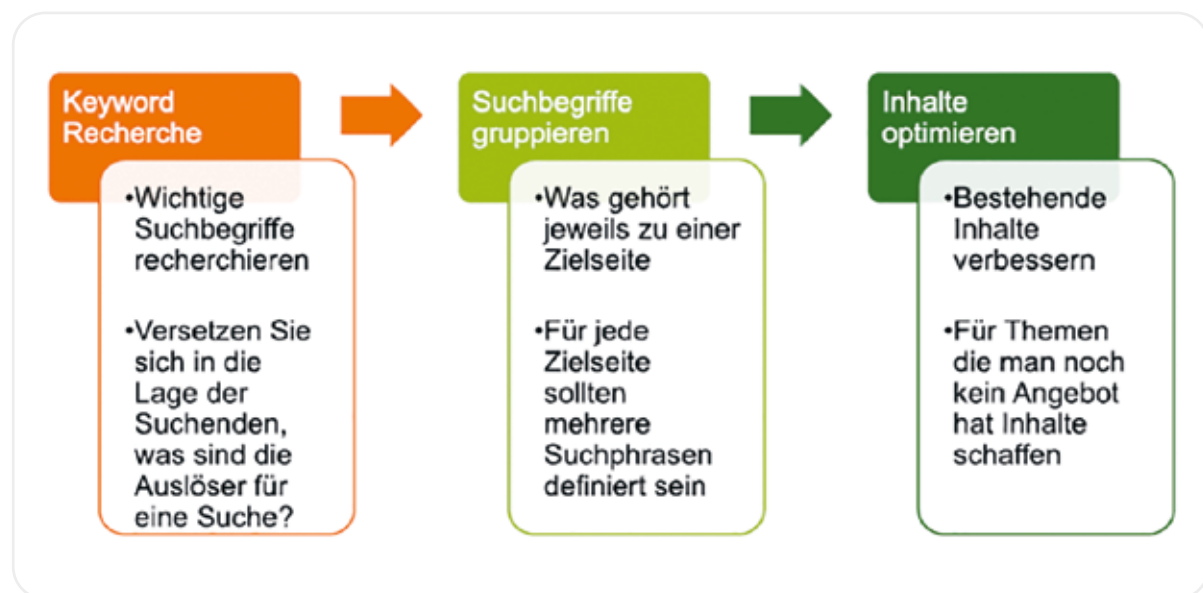 Keyword
Recherche
•Wichtige
Suchbegriffe
recherchieren
•Versetzen Sie
sich in die
Lage der
Suchenden,
was sind die
Auslöser für
eine Suche?
Suchbegriffe
gruppieren
•Was gehört
jeweils zu einer
Zielseite
•Für jede
Zielseite
sollten
mehrere
Suchphrasen
definiert sein
Inhalte
optimieren
•Bestehende
Inhalte
verbessern
•Für Themen
die man noch
kein Angebot
hat Inhalte
schaffen